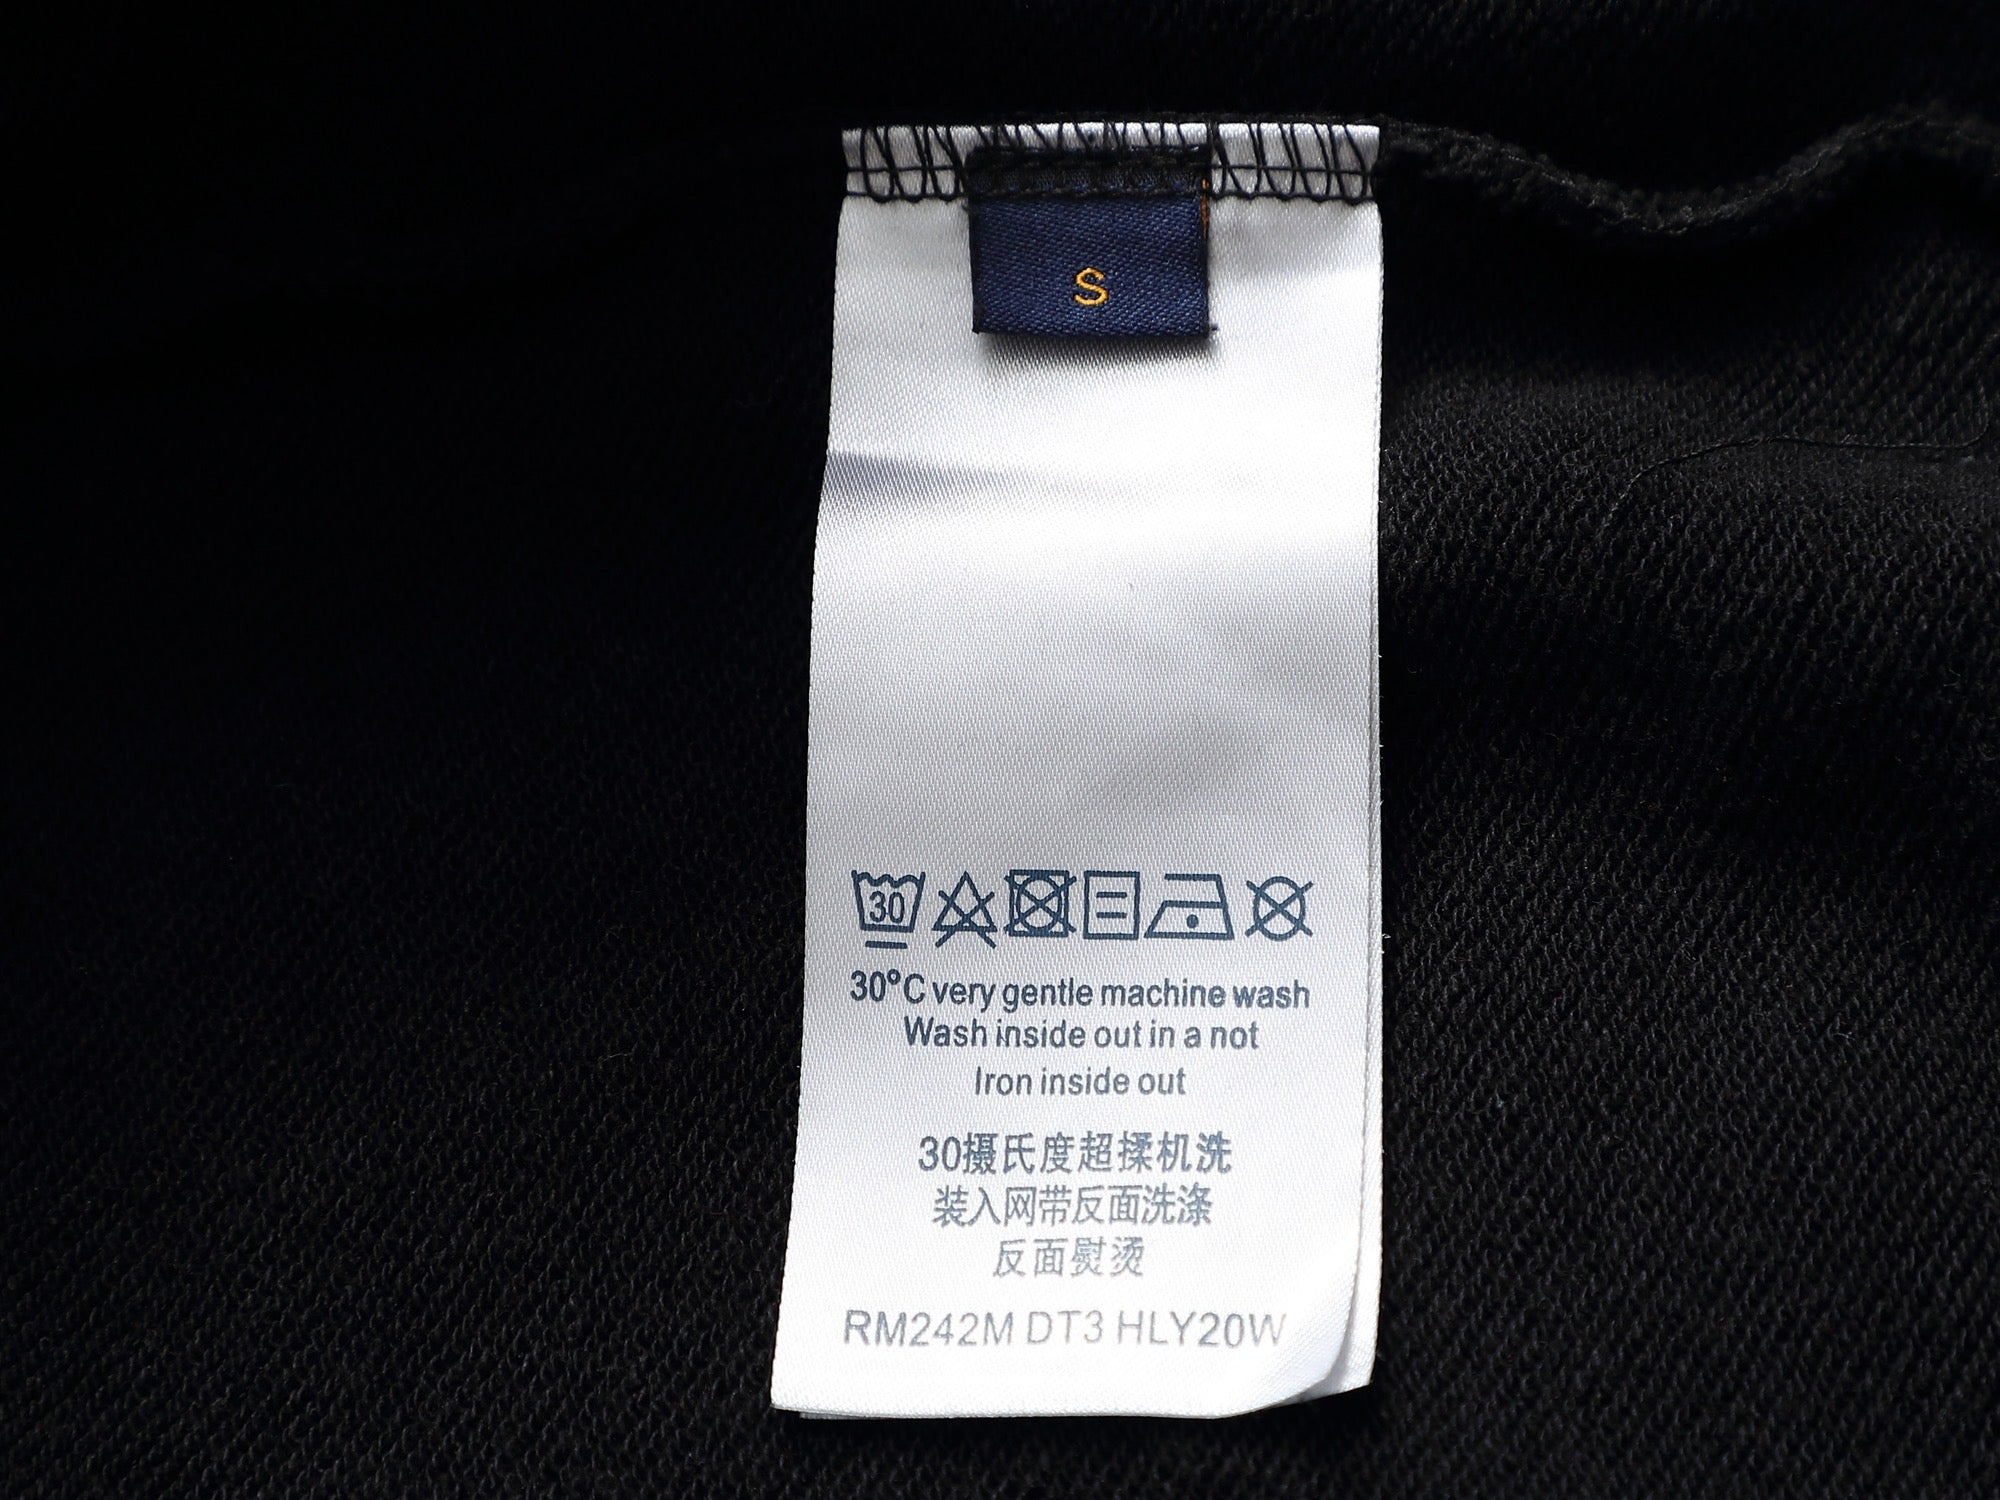 S
30
30°C very gentle machine wash
Wash inside out in a not
Iron inside out
30摄氏度超揉机洗
装入网带反面洗涤
反面熨烫
RM242M DT3 HLY20W